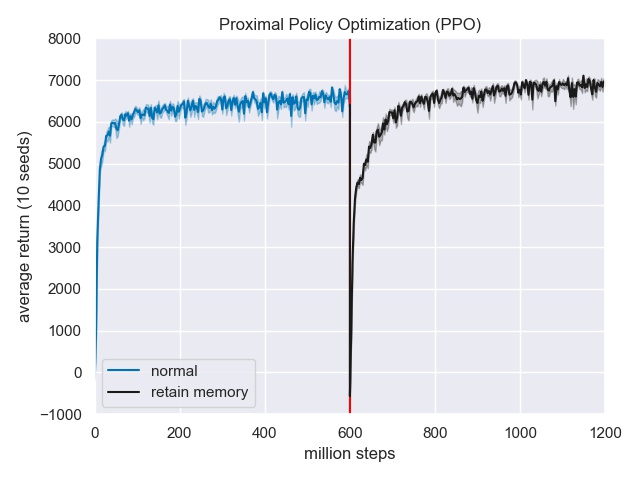 Proximal Policy Optimization (PPO)
8000
7000
6000
5000
4000
3000
2000
1000
0
−1000
average return (10 seeds)
normal
retain memory
0 200 400 600 800 1000 1200
million steps